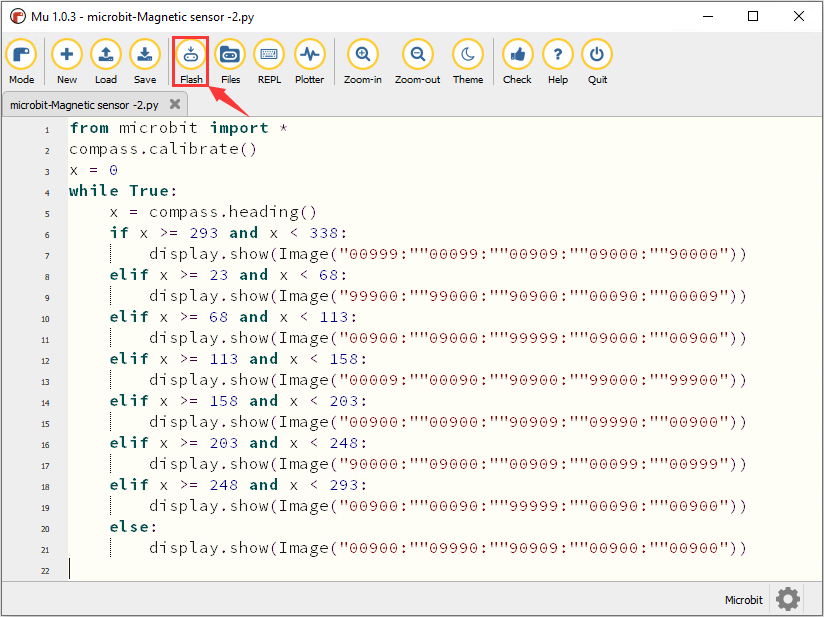 Mu 1.0.3 - microbit-Magnetic sensor -2.py
Mode New Load Save Flash Files REPL Plotter Zoom-in Zoom-out Theme Check Help Quit
microbit-Magnetic sensor -2.py
1 from microbit import *
2 compass.calibrate()
3 x = 0
4 while True:
5     x = compass.heading()
6     if x >= 293 and x < 338:
7         display.show(Image("00999:""00099:""00909:""09000:""90000"))
8     elif x >= 23 and x < 68:
9         display.show(Image("99900:""99000:""90900:""00090:""00009"))
10     elif x >= 68 and x < 113:
11         display.show(Image("00900:""09000:""99999:""09000:""00900"))
12     elif x >= 113 and x < 158:
13         display.show(Image("00009:""00090:""90900:""99000:""99900"))
14     elif x >= 158 and x < 203:
15         display.show(Image("00900:""00900:""90909:""09990:""00900"))
16     elif x >= 203 and x < 248:
17         display.show(Image("90000:""09000:""00909:""00099:""00999"))
18     elif x >= 248 and x < 293:
19         display.show(Image("00900:""00090:""99999:""00090:""00900"))
20     else:
21         display.show(Image("00900:""09990:""90909:""00900:""00900"))
22
Microbit